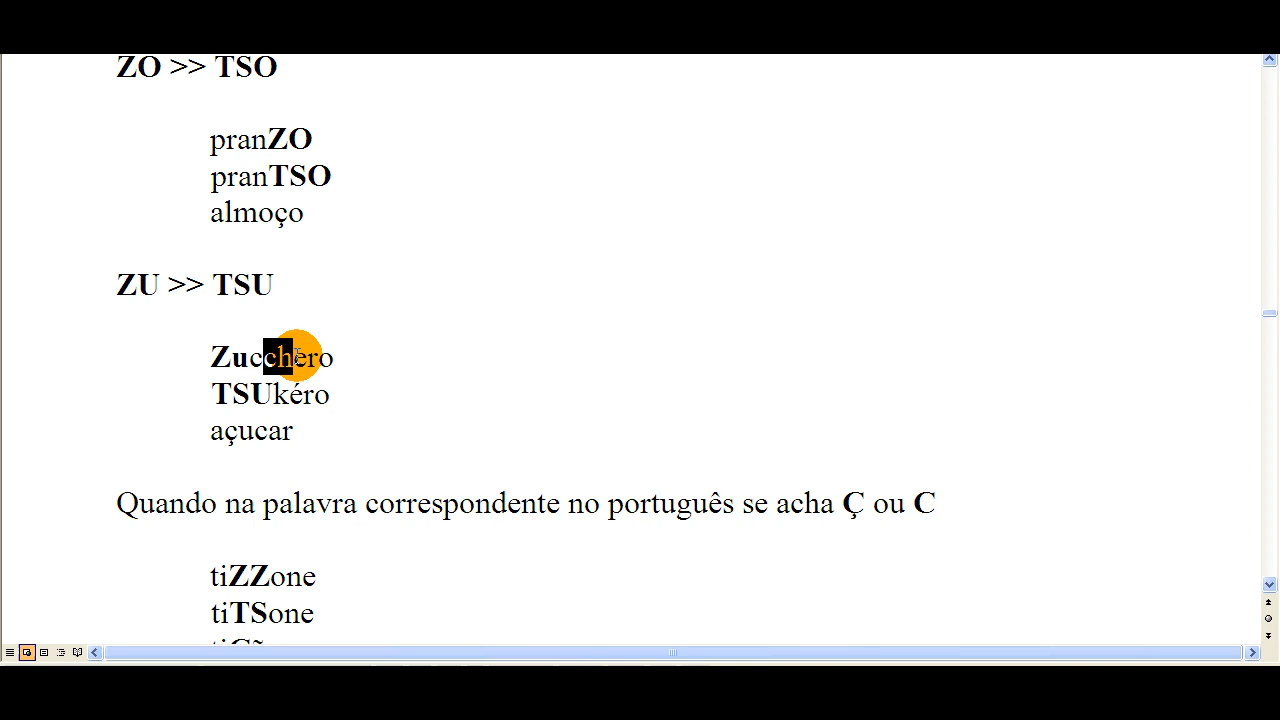 ZO >> TSO
pranZO
pranTSO
almoço
ZU >> TSU
Zucchero
TSUkéro
açucar
Quando na palavra correspondente no português se acha Ç ou C
tiZZone
tiTSone